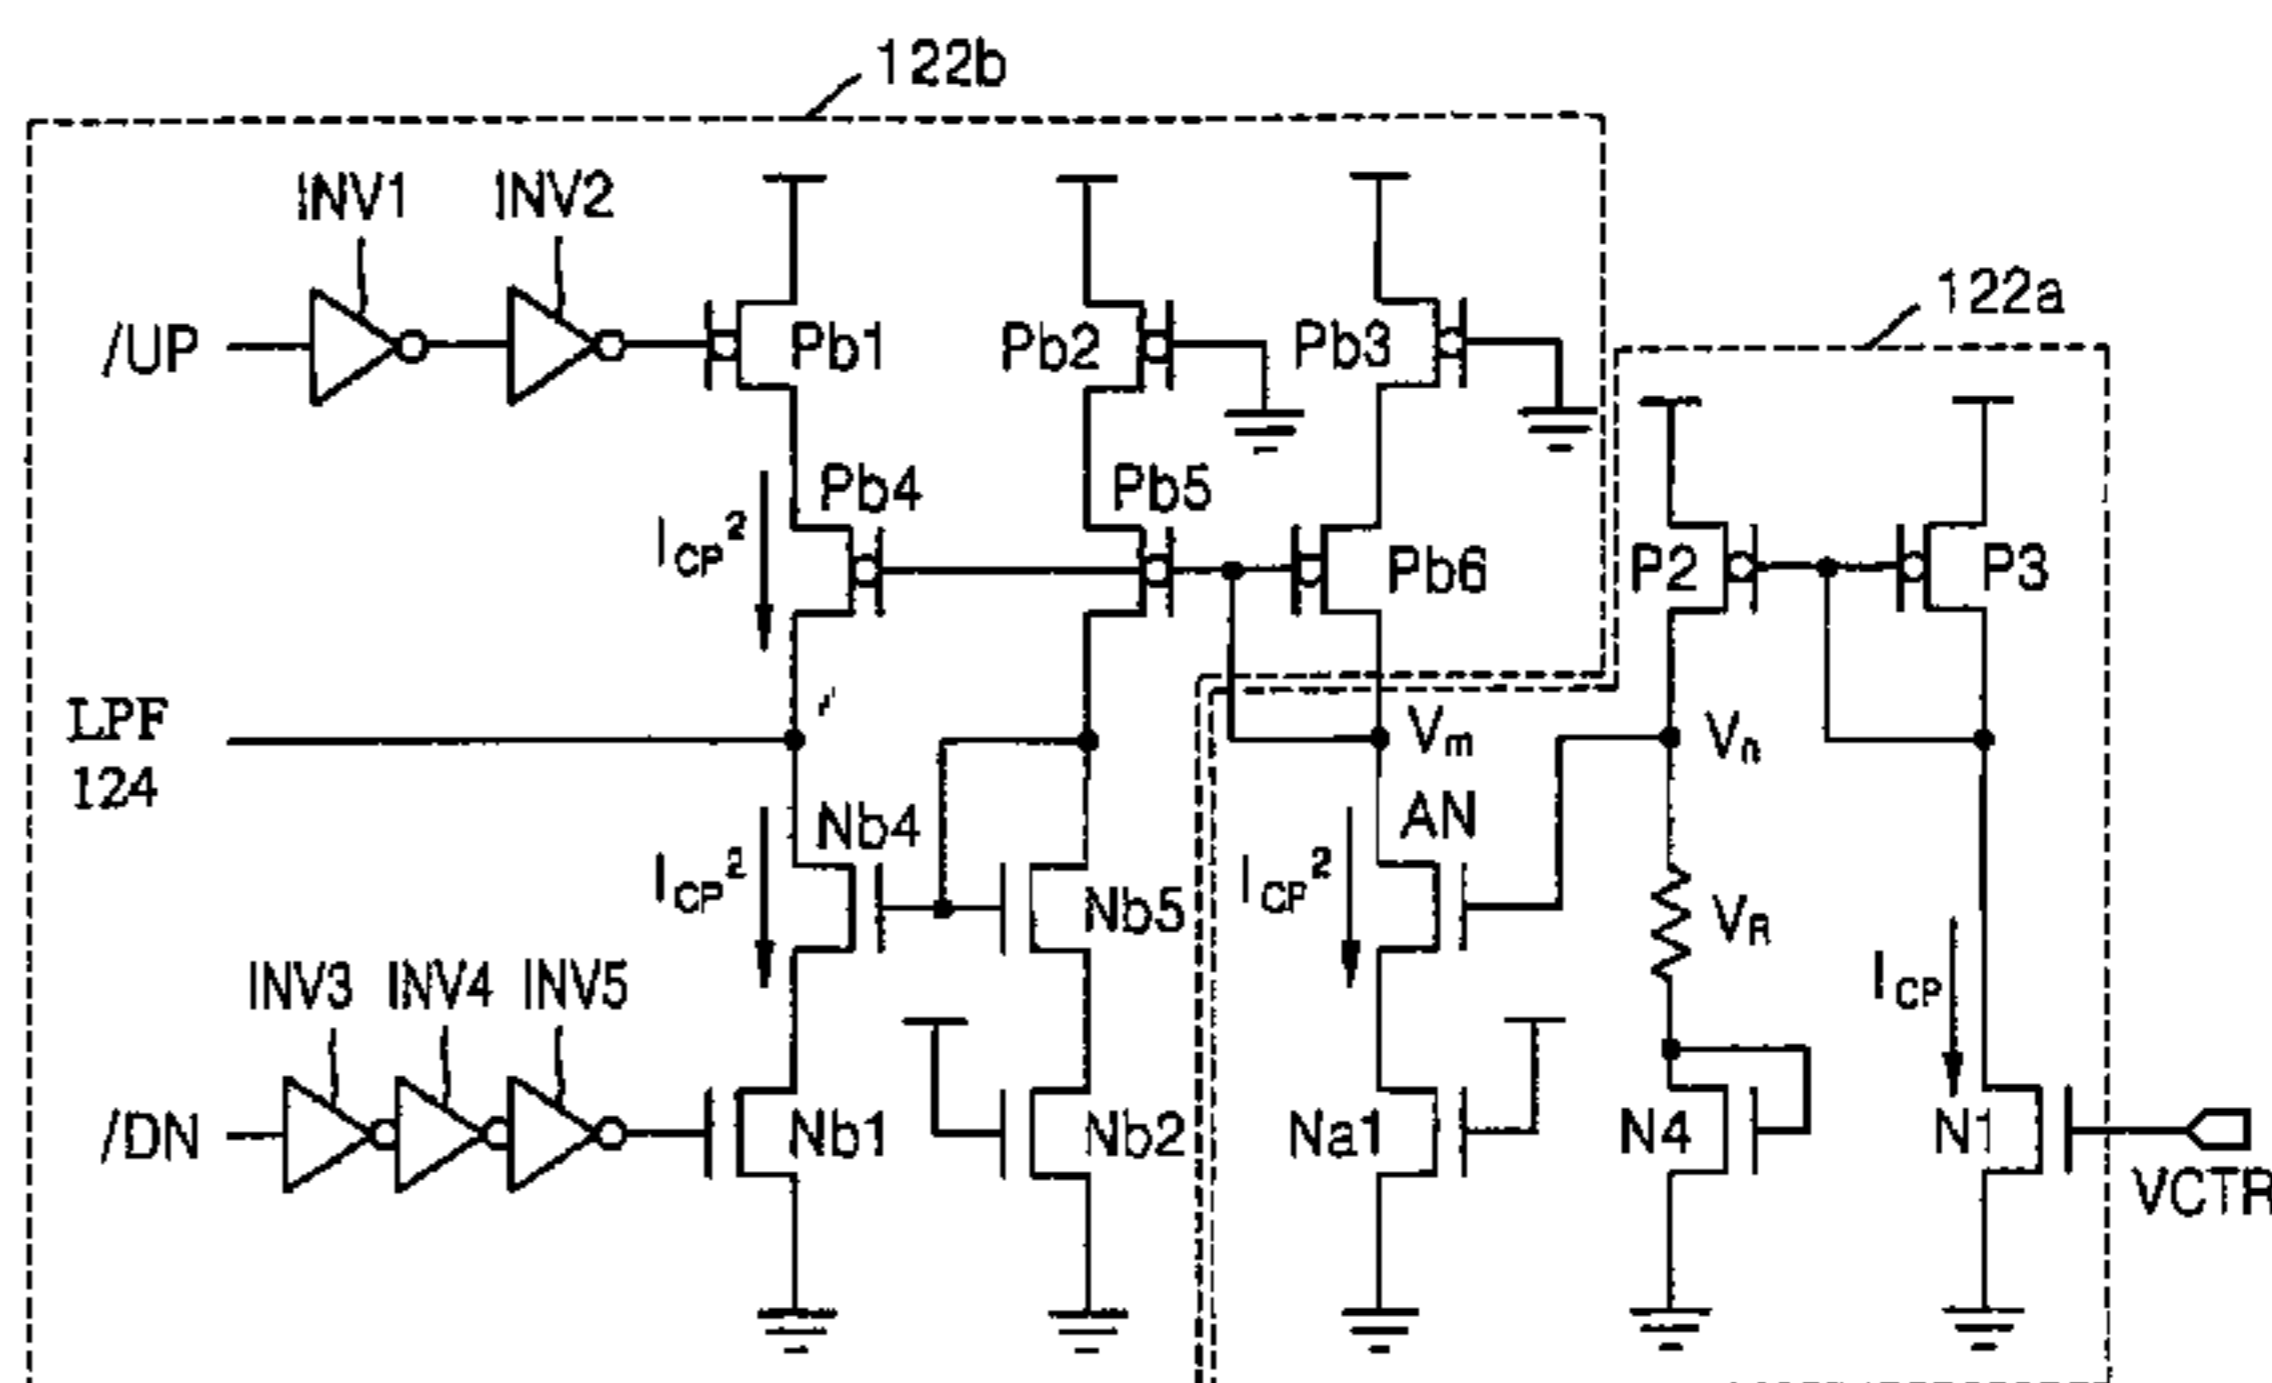 122b
INV1 INV2
122a
/UP Pb1 Pb2 Pb3
Pb4 Pb5
ICP² Pb6 P2 P3
LPF
124
Vm Vn
Nb4 AN
ICP² Nb5 ICP² VR
INV3 INV4 INV5 ICP
/DN Nb1 Nb2 Na1 N4 N1
VCTR